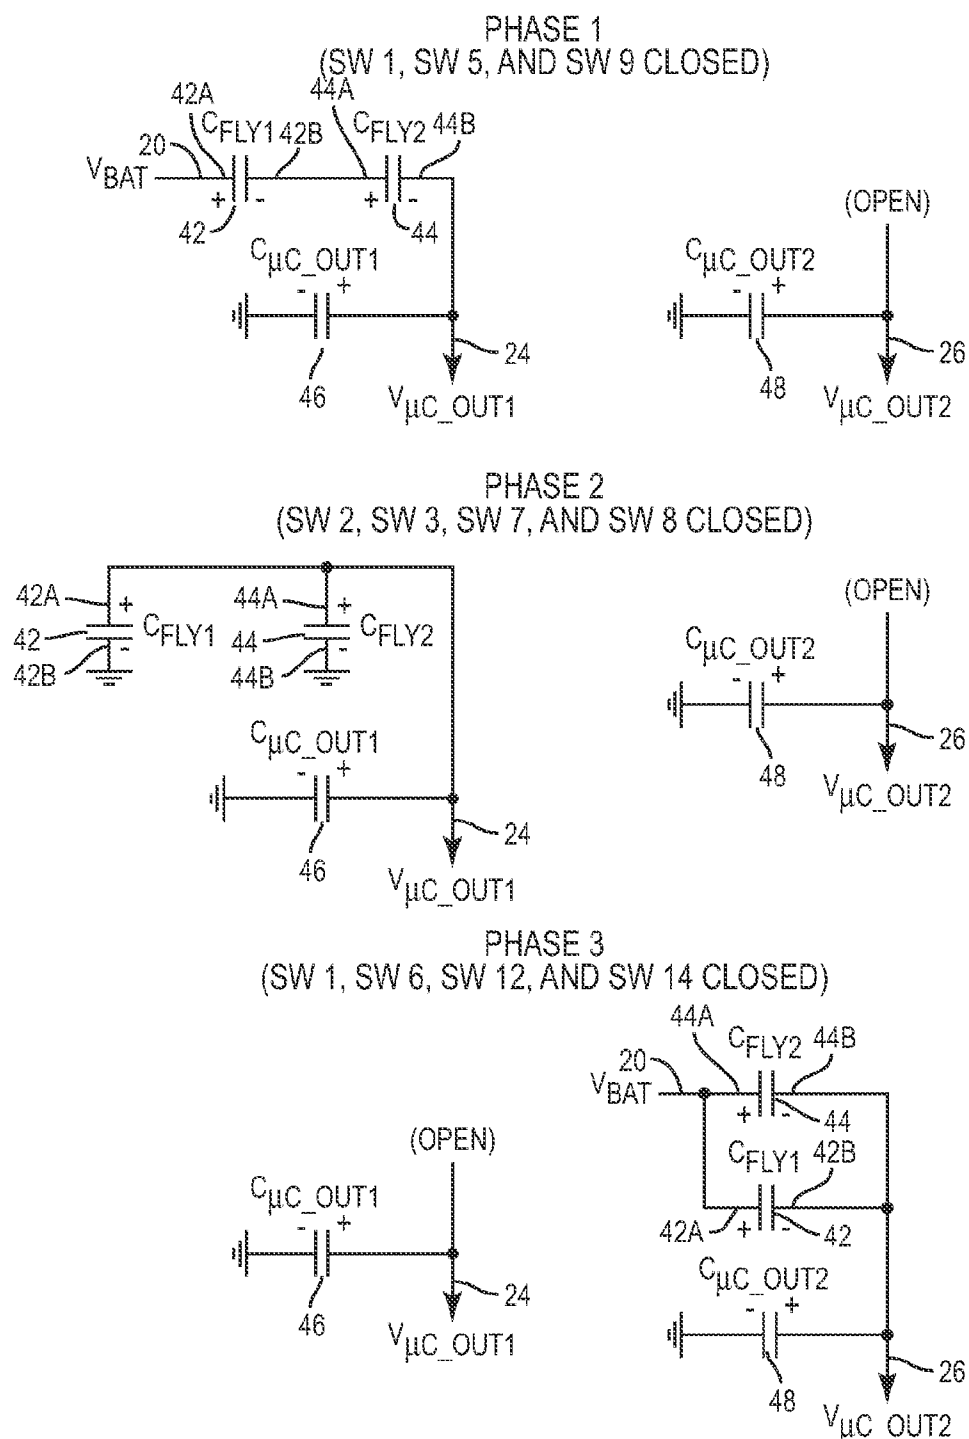 PHASE 1
(SW 1, SW 5, AND SW 9 CLOSED)
42A
44A
20
CFLY1
42B
CFLY2
44B
VBAT
+
-
+
-
42
44
(OPEN)
CµC_OUT1
- +
CµC_OUT2
- +
24
26
46
48
VµC_OUT1
VµC_OUT2
PHASE 2
(SW 2, SW 3, SW 7, AND SW 8 CLOSED)
42A
+
44A
+
(OPEN)
42
CFLY1
44
CFLY2
42B
-
44B
-
CµC_OUT2
- +
26
CµC_OUT1
- +
48
VµC_OUT2
24
46
VµC_OUT1
PHASE 3
(SW 1, SW 6, SW 12, AND SW 14 CLOSED)
44A
CFLY2
44B
20
VBAT
+
-
44
(OPEN)
CFLY1
42B
CµC_OUT1
- +
42A
+
-
42
CµC_OUT2
- +
24
46
VµC_OUT1
26
48
VµC_OUT2